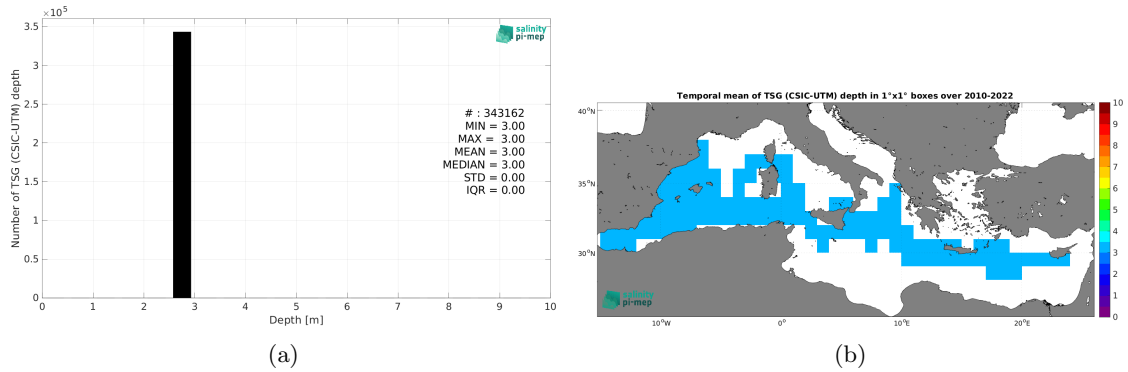 ×10⁵
3.5
3
2.5
2
1.5
1
0.5
0
Number of TSG (CSIC-UTM) depth
salinity
pi-mep
# : 343162
MIN = 3.00
MAX = 3.00
MEAN = 3.00
MEDIAN = 3.00
STD = 0.00
IQR = 0.00
0 1 2 3 4 5 6 7 8 9 10
Depth [m]
(a)
Temporal mean of TSG (CSIC-UTM) depth in 1°x1° boxes over 2010-2022
40°N
35°N
30°N
10°W 0° 10°E 20°E
salinity
pi-mep
10
9
8
7
6
5
4
3
2
1
0
(b)